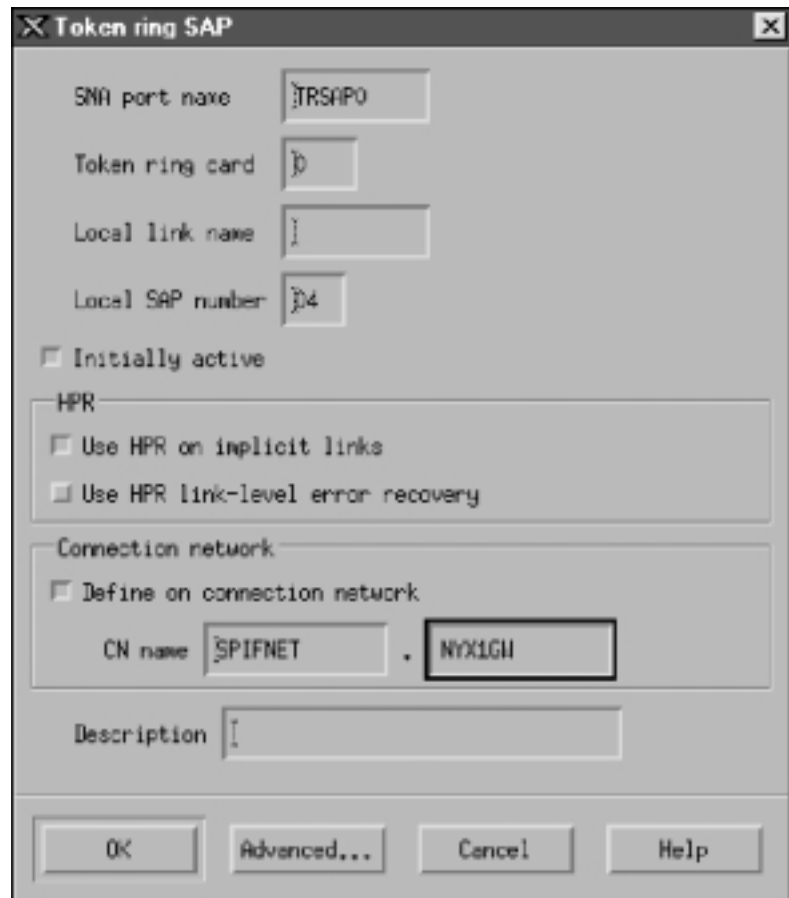 Token ring SAP
SNA port name TRSAP0
Token ring card 0
Local link name
Local SAP number 04
Initially active
HPR
Use HPR on implicit links
Use HPR link-level error recovery
Connection network
Define on connection network
CN name SPIFNET . NYX1GW
Description
OK Advanced... Cancel Help